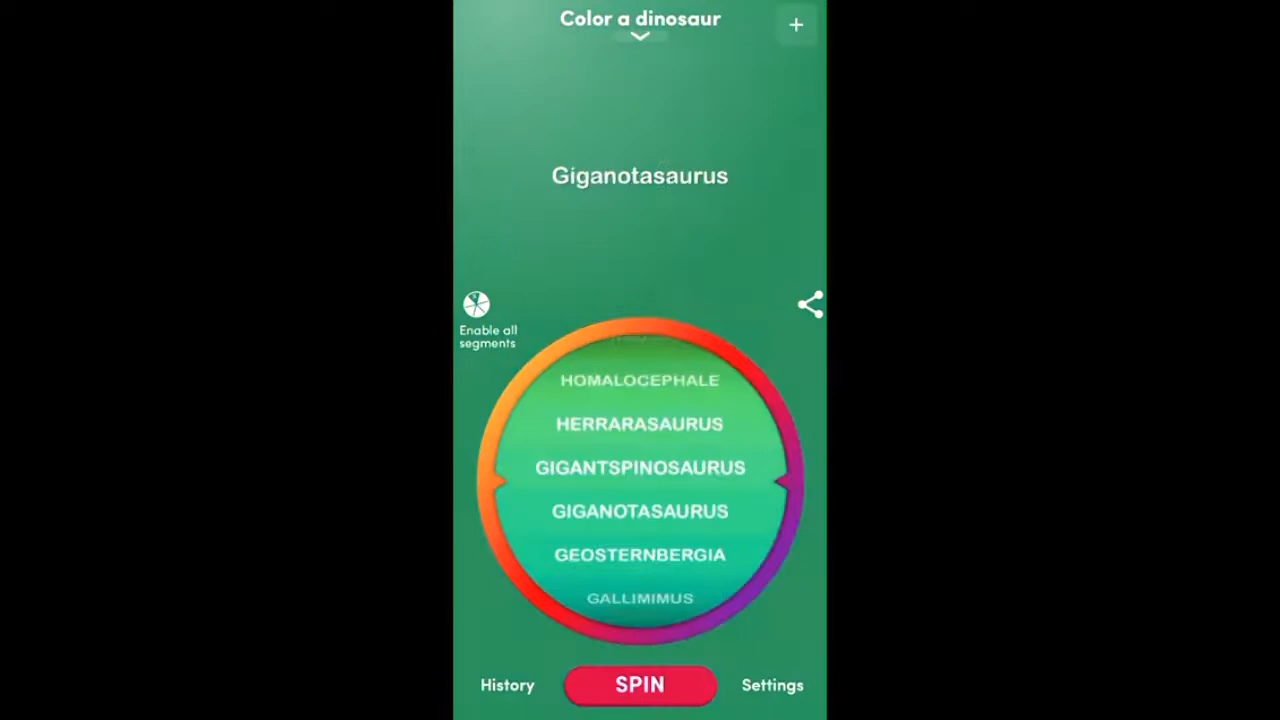 Color a dinosaur
+
Giganotasaurus
Enable all
segments
HOMALOCEPHALE
HERRARASAURUS
GIGANTSPINOSAURUS
GIGANOTASAURUS
GEOSTERNBERGIA
GALLIMIMUS
History
SPIN
Settings